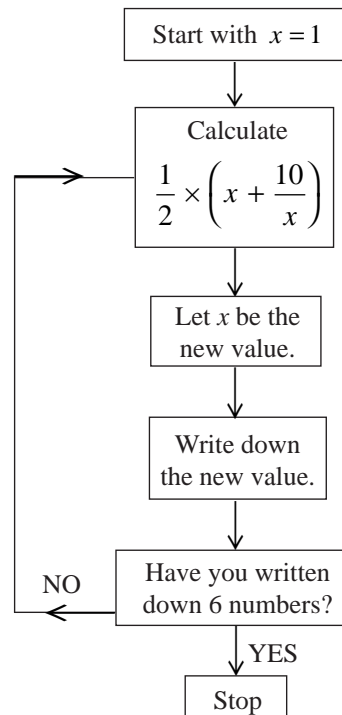 Start with x = 1
Calculate
1/2 × (x + 10/x)
Let x be the
new value.
Write down
the new value.
Have you written
down 6 numbers?
NO
YES
Stop